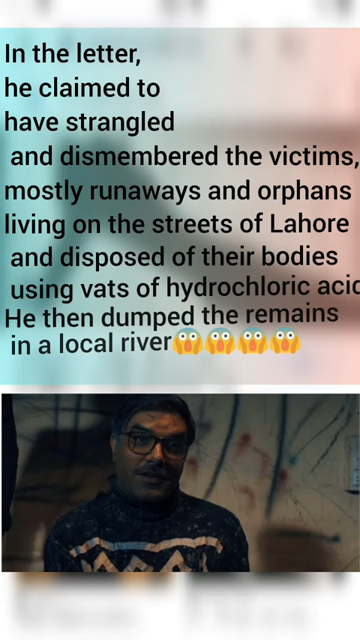 In the letter,
he claimed to
have strangled
and dismembered the victims,
mostly runaways and orphans
living on the streets of Lahore
and disposed of their bodies
using vats of hydrochloric acid
He then dumped the remains
in a local river😱😱😱😱